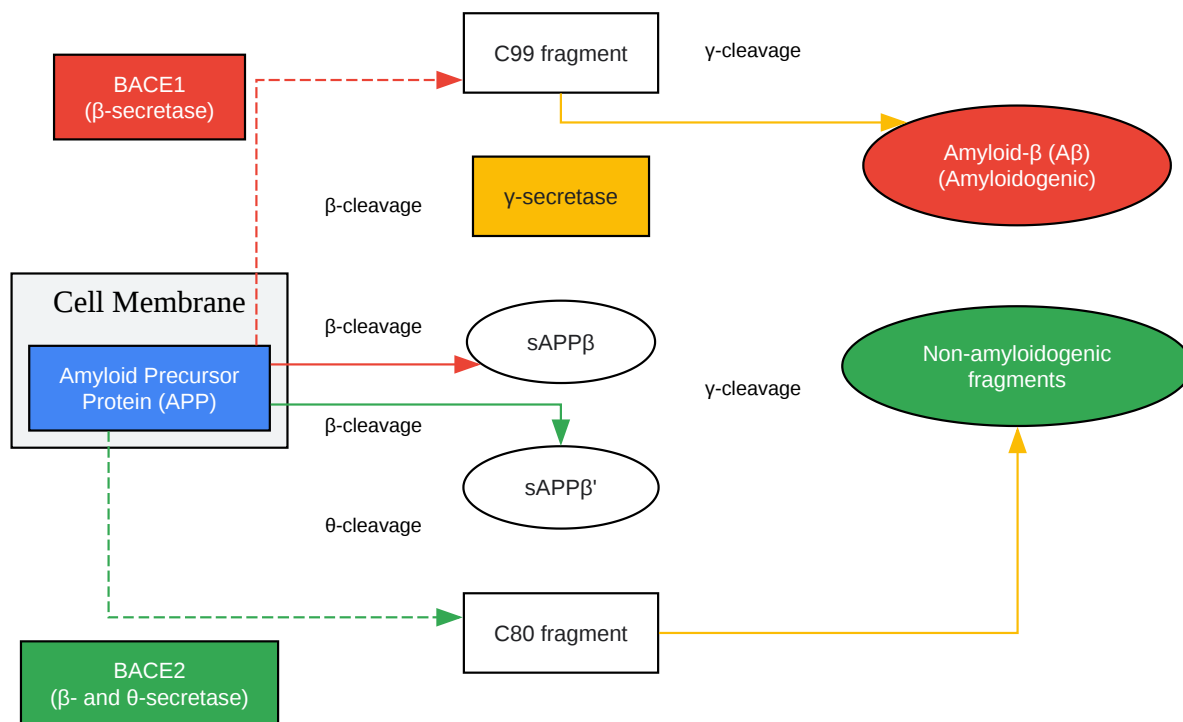 C99 fragment
γ-cleavage
BACE1
(β-secretase)
Amyloid-β (Aβ)
(Amyloidogenic)
γ-secretase
β-cleavage
Cell Membrane
β-cleavage
sAPPβ
Non-amyloidogenic
fragments
Amyloid Precursor
Protein (APP)
γ-cleavage
β-cleavage
sAPPβ'
θ-cleavage
C80 fragment
BACE2
(β- and θ-secretase)